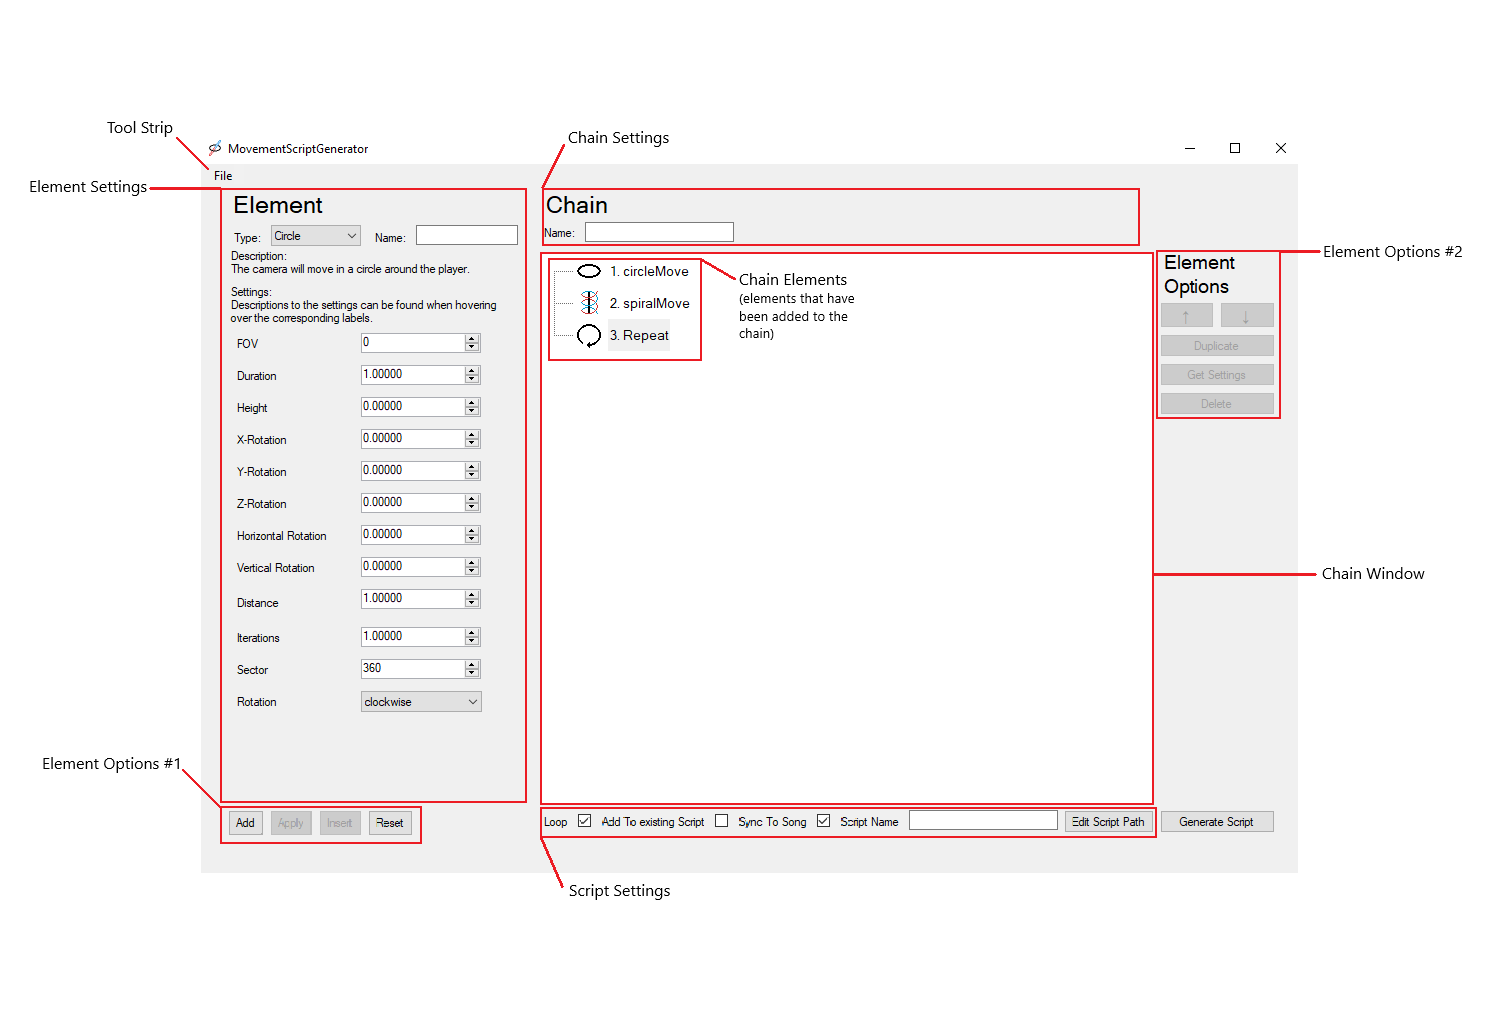 Tool Strip
Chain Settings
MovementScriptGenerator
File
Element Settings
Element
Type: Circle Name:
Description:
The camera will move in a circle around the player.
Settings:
Descriptions to the settings can be found when hovering
over the corresponding labels.
FOV 0
Duration 1.00000
Height 0.00000
X-Rotation 0.00000
Y-Rotation 0.00000
Z-Rotation 0.00000
Horizontal Rotation 0.00000
Vertical Rotation 0.00000
Distance 1.00000
Iterations 1.00000
Sector 360
Rotation clockwise
Element Options #1
Add Apply Insert Reset
Chain
Name:
1. circleMove
2. spiralMove
3. Repeat
Chain Elements
(elements that have
been added to the
chain)
Element Options #2
Element
Options
↑ ↓
Duplicate
Get Settings
Delete
Chain Window
Loop Add To existing Script Sync To Song Script Name Edit Script Path Generate Script
Script Settings